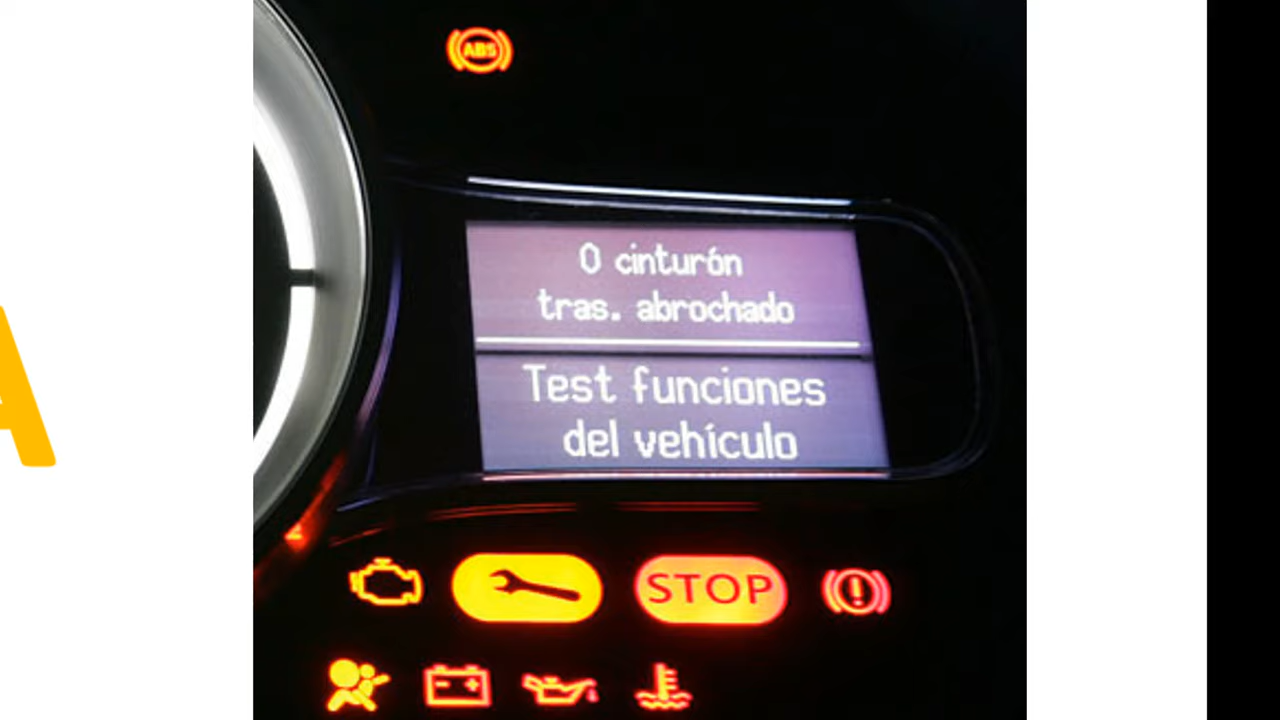 A
ABS
0 cinturón
tras. abrochado
Test funciones
del vehículo
STOP